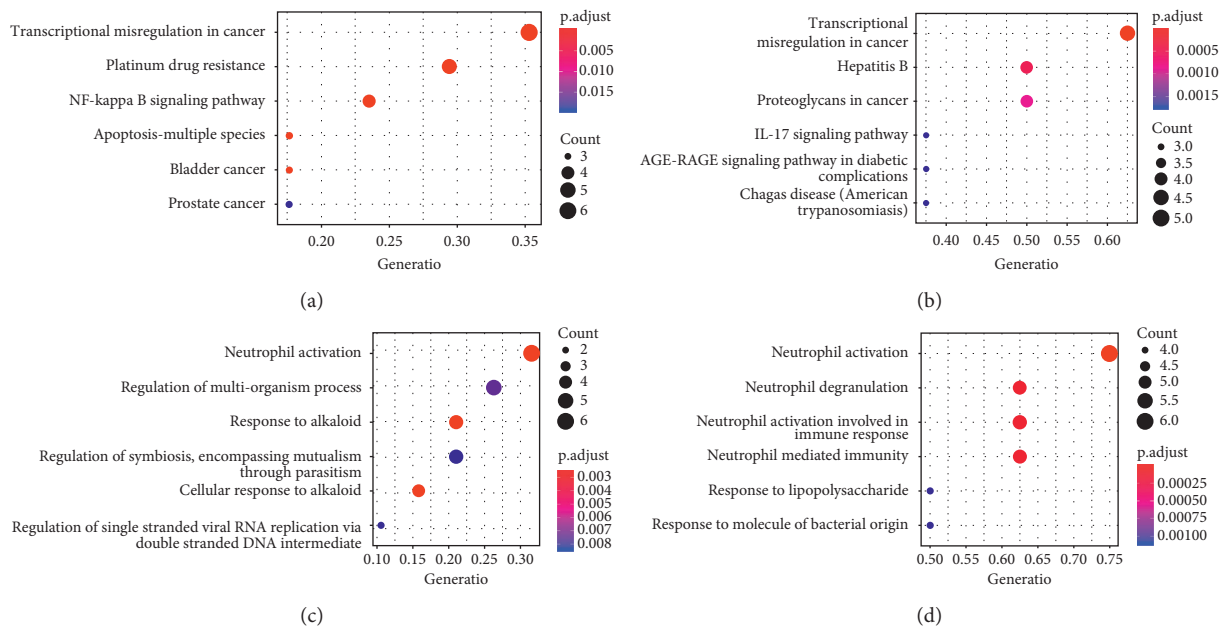 Transcriptional misregulation in cancer
Platinum drug resistance
NF-kappa B signaling pathway
Apoptosis-multiple species
Bladder cancer
Prostate cancer
0.20 0.25 0.30 0.35
Generatio
p.adjust
0.005
0.010
0.015
Count
3
4
5
6
(a)
Transcriptional
misregulation in cancer
Hepatitis B
Proteoglycans in cancer
IL-17 signaling pathway
AGE-RAGE signaling pathway in diabetic
complications
Chagas disease (American
trypanosomiasis)
0.40 0.45 0.50 0.55 0.60
Generatio
p.adjust
0.0005
0.0010
0.0015
Count
3.0
3.5
4.0
4.5
5.0
(b)
Neutrophil activation
Regulation of multi-organism process
Response to alkaloid
Regulation of symbiosis, encompassing mutualism
through parasitism
Cellular response to alkaloid
Regulation of single stranded viral RNA replication via
double stranded DNA intermediate
0.10 0.15 0.20 0.25 0.30
Generatio
Count
2
3
4
5
6
p.adjust
0.003
0.004
0.005
0.006
0.007
0.008
(c)
Neutrophil activation
Neutrophil degranulation
Neutrophil activation involved in
immune response
Neutrophil mediated immunity
Response to lipopolysaccharide
Response to molecule of bacterial origin
0.50 0.55 0.60 0.65 0.70 0.75
Generatio
Count
4.0
4.5
5.0
5.5
6.0
p.adjust
0.00025
0.00050
0.00075
0.00100
(d)